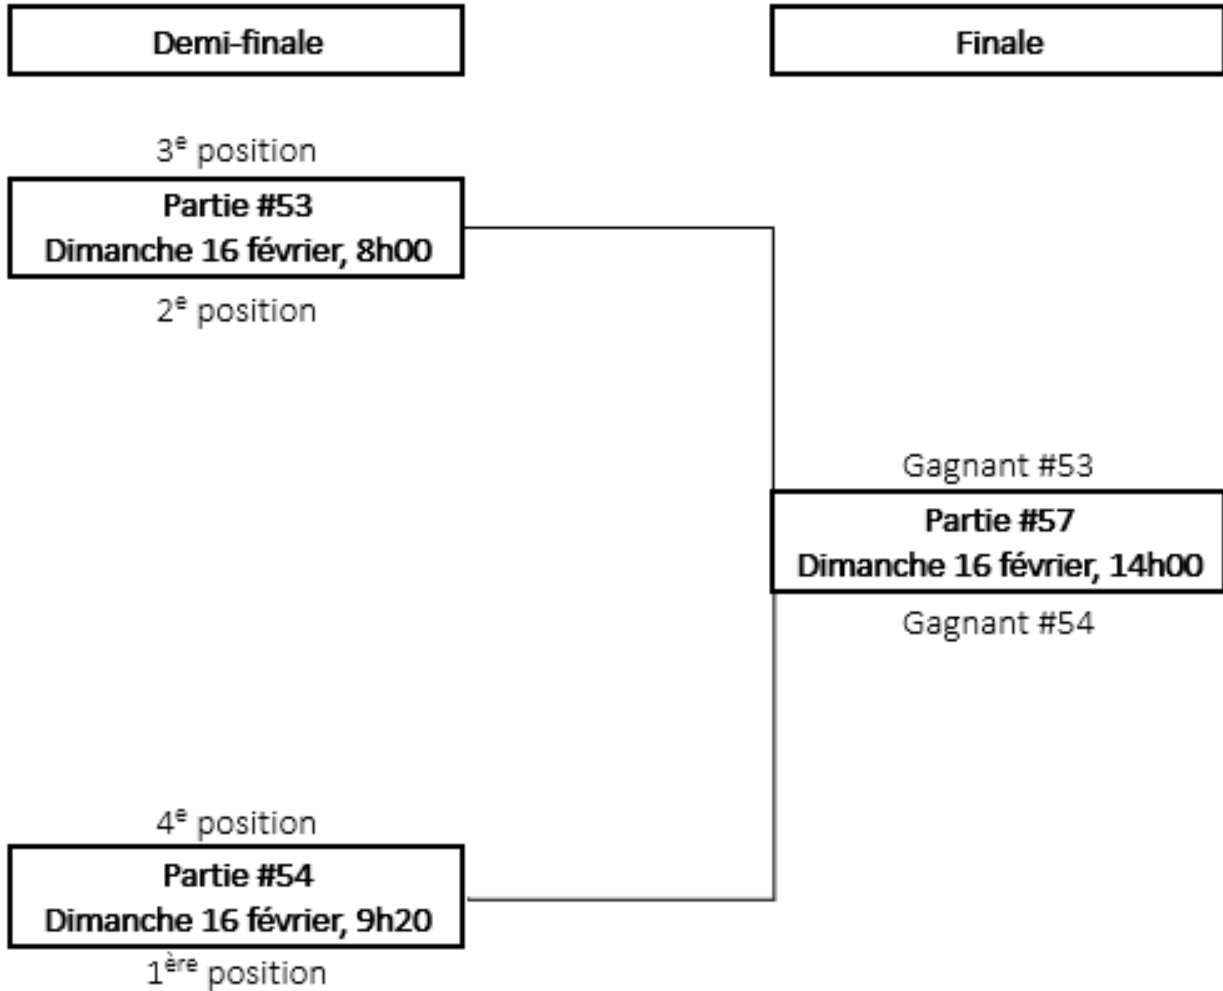 Demi-finale
Finale
3e position
Partie #53
Dimanche 16 février, 8h00
2e position
Gagnant #53
Partie #57
Dimanche 16 février, 14h00
Gagnant #54
4e position
Partie #54
Dimanche 16 février, 9h20
1ère position